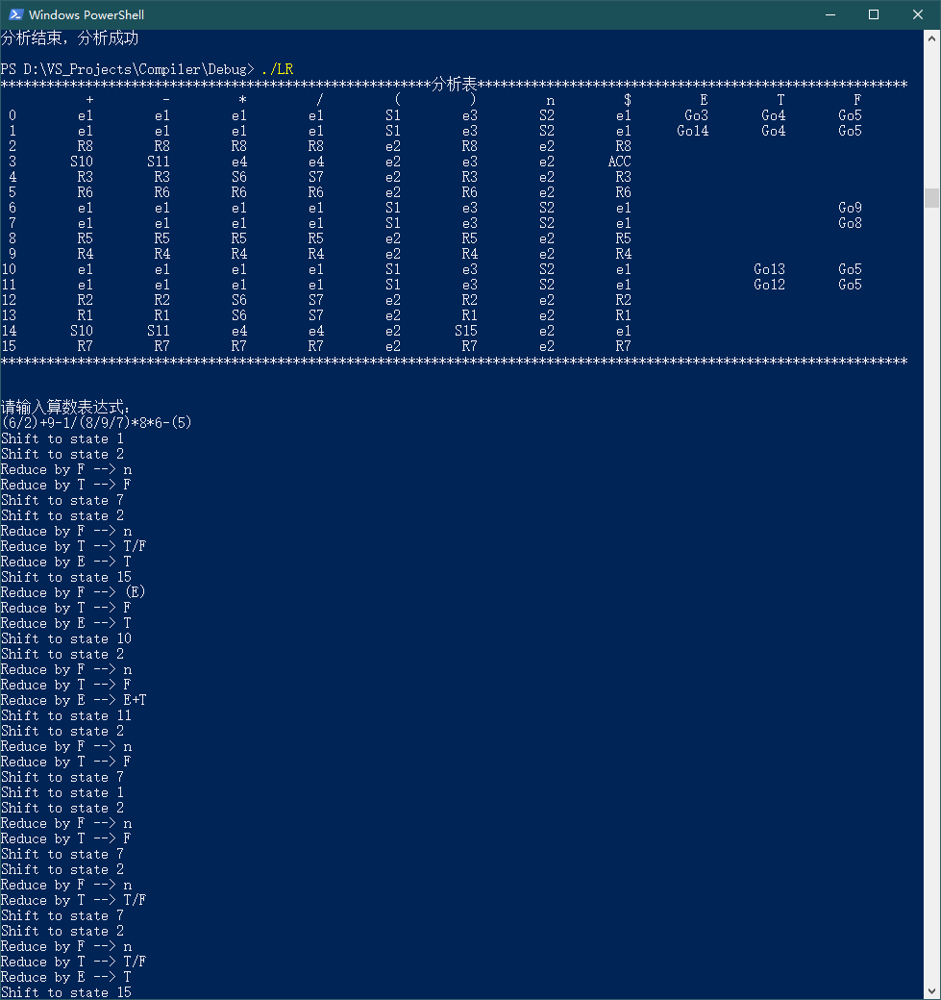 Windows PowerShell
分析结束，分析成功
PS D:\VS_Projects\Compiler\Debug> ./LR
********************************************************分析表********************************************************
+ - * / ( ) n $ E T F
0 e1 e1 e1 e1 S1 e3 S2 e1 Go3 Go4 Go5
1 e1 e1 e1 e1 S1 e3 S2 e1 Go14 Go4 Go5
2 R8 R8 R8 R8 e2 R8 e2 R8
3 S10 S11 e4 e4 e2 e3 e2 ACC
4 R3 R3 S6 S7 e2 R3 e2 R3
5 R6 R6 R6 R6 e2 R6 e2 R6
6 e1 e1 e1 e1 S1 e3 S2 e1 Go9
7 e1 e1 e1 e1 S1 e3 S2 e1 Go8
8 R5 R5 R5 R5 e2 R5 e2 R5
9 R4 R4 R4 R4 e2 R4 e2 R4
10 e1 e1 e1 e1 S1 e3 S2 e1 Go13 Go5
11 e1 e1 e1 e1 S1 e3 S2 e1 Go12 Go5
12 R2 R2 S6 S7 e2 R2 e2 R2
13 R1 R1 S6 S7 e2 R1 e2 R1
14 S10 S11 e4 e4 e2 S15 e2 e1
15 R7 R7 R7 R7 e2 R7 e2 R7
**********************************************************************************************************************
请输入算数表达式：
(6/2)+9-1/(8/9/7)*8*6-(5)
Shift to state 1
Shift to state 2
Reduce by F --> n
Reduce by T --> F
Shift to state 7
Shift to state 2
Reduce by F --> n
Reduce by T --> T/F
Reduce by E --> T
Shift to state 15
Reduce by F --> (E)
Reduce by T --> F
Reduce by E --> T
Shift to state 10
Shift to state 2
Reduce by F --> n
Reduce by T --> F
Reduce by E --> E+T
Shift to state 11
Shift to state 2
Reduce by F --> n
Reduce by T --> F
Shift to state 7
Shift to state 1
Shift to state 2
Reduce by F --> n
Reduce by T --> F
Shift to state 7
Shift to state 2
Reduce by F --> n
Reduce by T --> T/F
Shift to state 7
Shift to state 2
Reduce by F --> n
Reduce by T --> T/F
Reduce by E --> T
Shift to state 15